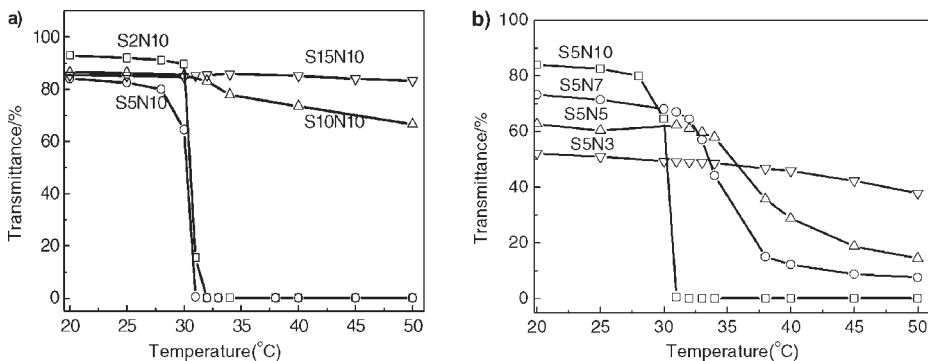 a)
Transmittance/%
100
80
60
40
20
0
S2N10
S15N10
S5N10
S10N10
20 25 30 35 40 45 50
Temperature(°C)
b)
Transmittance/%
100
80
60
40
20
0
S5N10
S5N7
S5N5
S5N3
20 25 30 35 40 45 50
Temperature(°C)